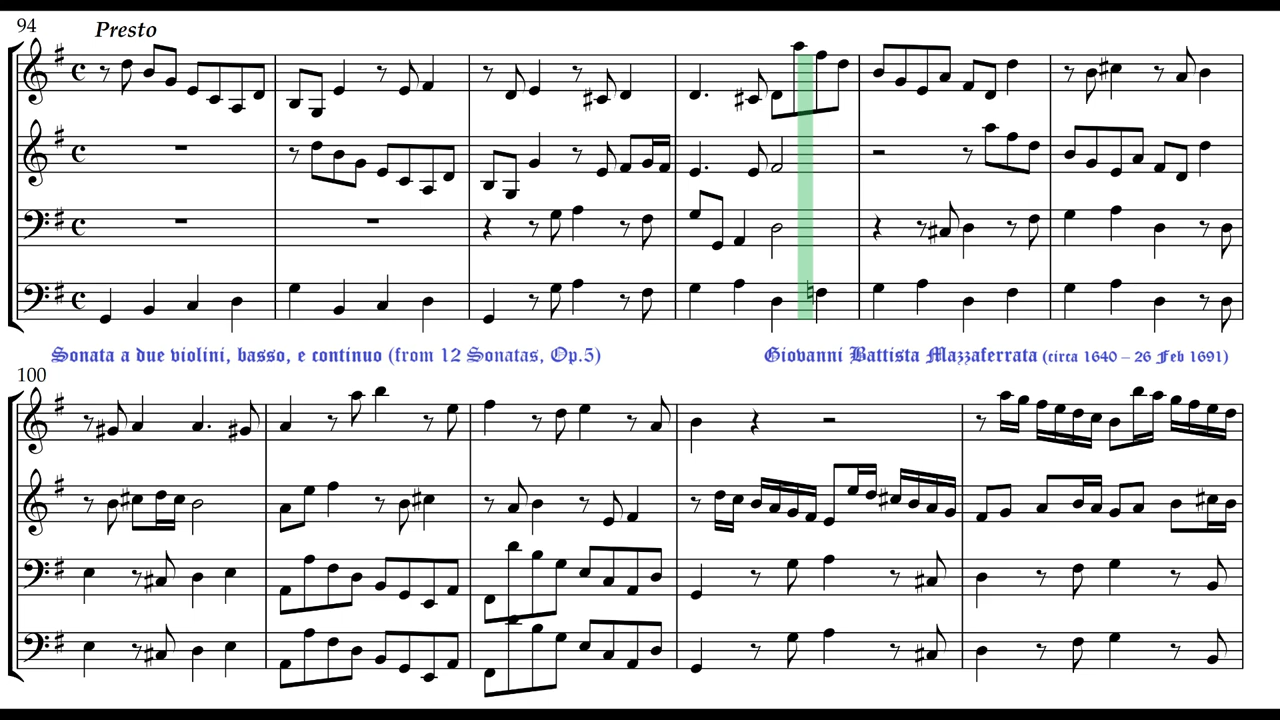 94
Presto
Sonata a due violini, basso, e continuo (from 12 Sonatas, Op.5) Giovanni Battista Mazzaferrata (circa 1640 – 26 Feb 1691)
100